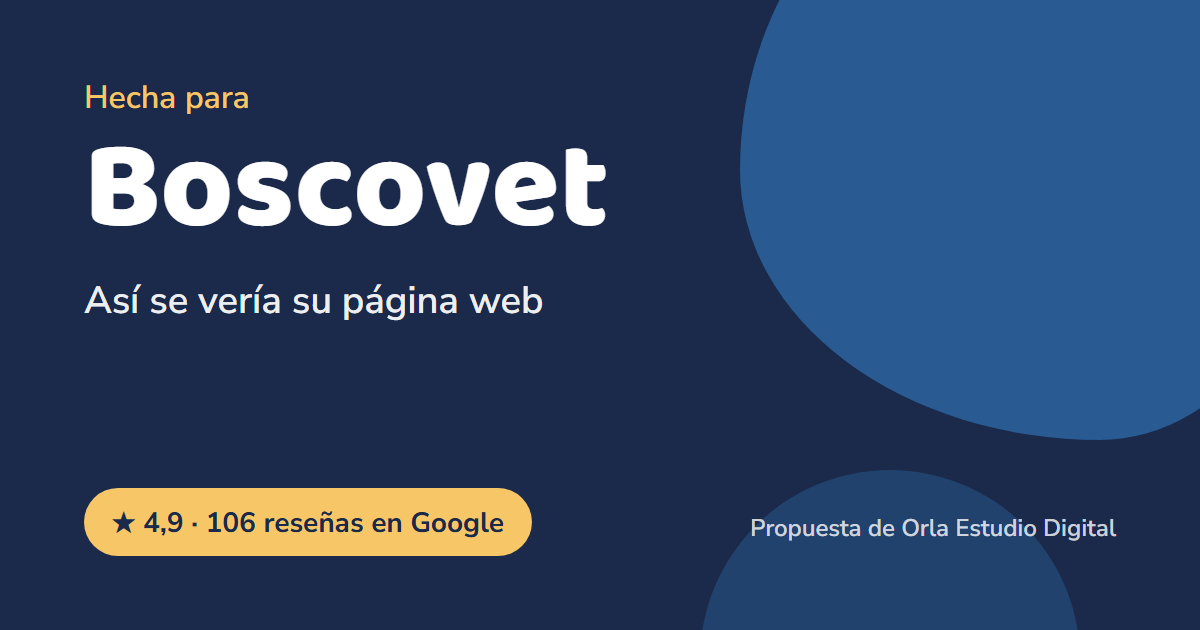 Hecha para
Boscovet
Así se vería su página web
★ 4,9 · 106 reseñas en Google
Propuesta de Orla Estudio Digital